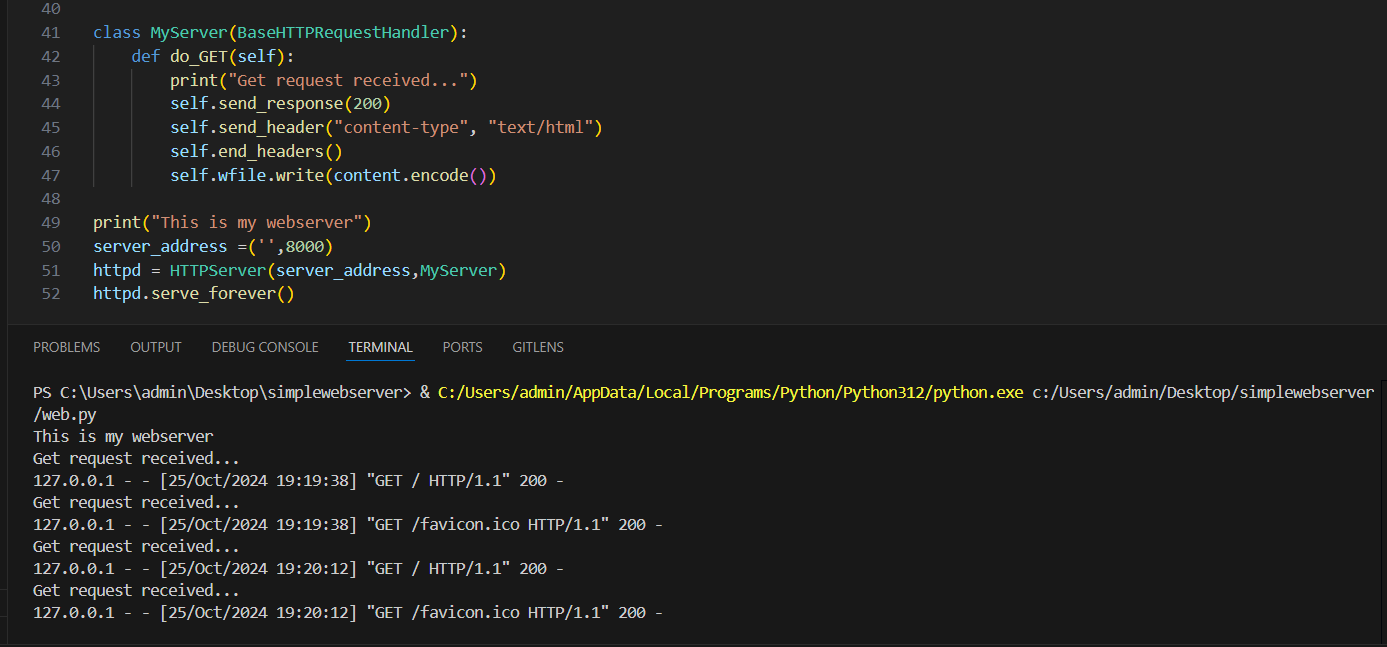 40
41 class MyServer(BaseHTTPRequestHandler):
42     def do_GET(self):
43         print("Get request received...")
44         self.send_response(200)
45         self.send_header("content-type", "text/html")
46         self.end_headers()
47         self.wfile.write(content.encode())
48
49 print("This is my webserver")
50 server_address =('',8000)
51 httpd = HTTPServer(server_address,MyServer)
52 httpd.serve_forever()
PROBLEMS OUTPUT DEBUG CONSOLE TERMINAL PORTS GITLENS
PS C:\Users\admin\Desktop\simplewebserver> & C:/Users/admin/AppData/Local/Programs/Python/Python312/python.exe c:/Users/admin/Desktop/simplewebserver
/web.py
This is my webserver
Get request received...
127.0.0.1 - - [25/Oct/2024 19:19:38] "GET / HTTP/1.1" 200 -
Get request received...
127.0.0.1 - - [25/Oct/2024 19:19:38] "GET /favicon.ico HTTP/1.1" 200 -
Get request received...
127.0.0.1 - - [25/Oct/2024 19:20:12] "GET / HTTP/1.1" 200 -
Get request received...
127.0.0.1 - - [25/Oct/2024 19:20:12] "GET /favicon.ico HTTP/1.1" 200 -